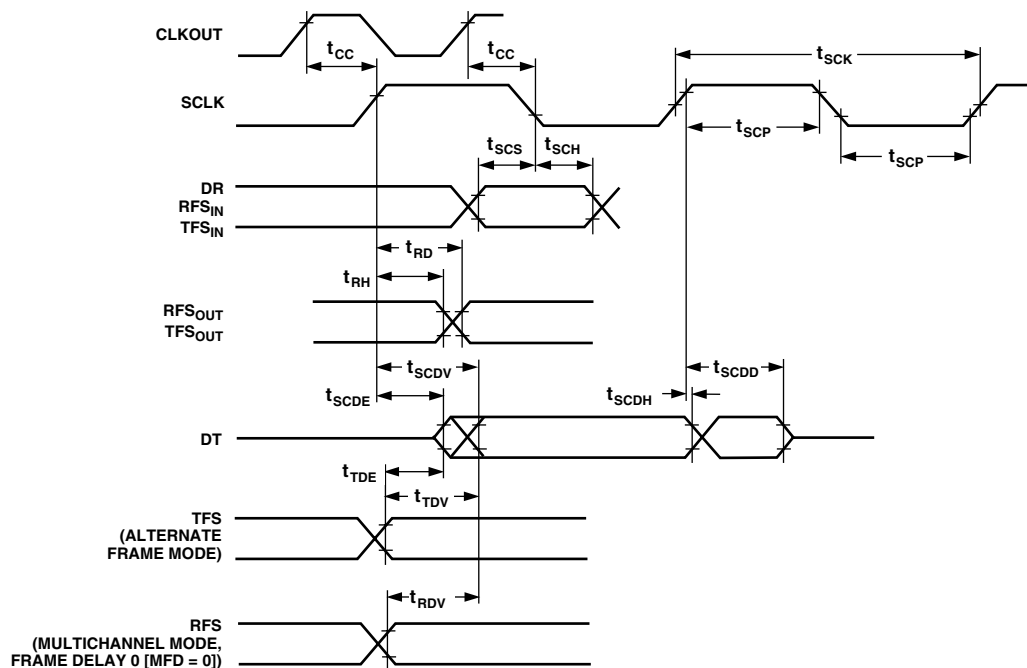 CLKOUT
tCC
tCC
tSCK
SCLK
tSCP
tSCP
tSCS
tSCH
DR
RFSIN
TFSIN
tRD
tRH
RFSOUT
TFSOUT
tSCDV
tSCDD
tSCDE
tSCDH
DT
tTDE
tTDV
TFS
(ALTERNATE
FRAME MODE)
tRDV
RFS
(MULTICHANNEL MODE,
FRAME DELAY 0 [MFD = 0])